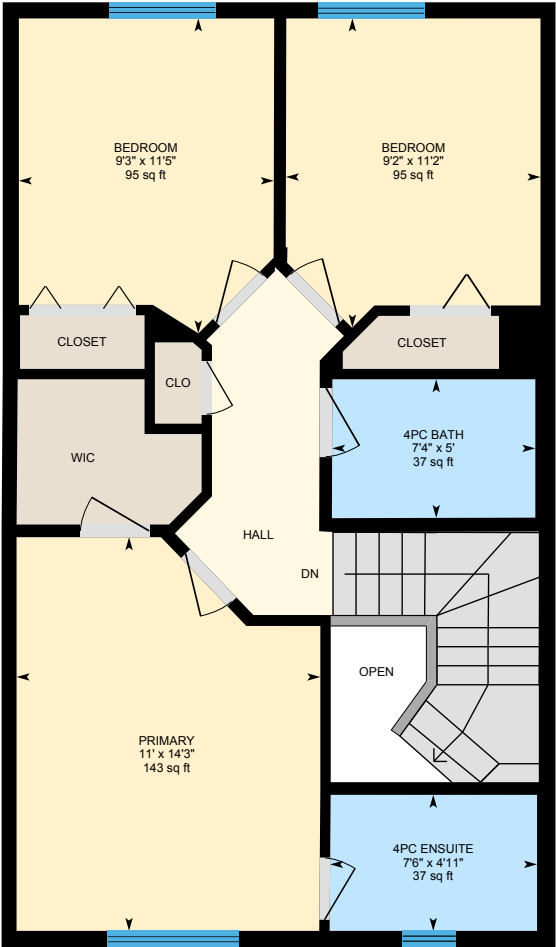 BEDROOM
9'3" x 11'5"
95 sq ft
BEDROOM
9'2" x 11'2"
95 sq ft
CLOSET
CLOSET
CLO
4PC BATH
7'4" x 5'
37 sq ft
WIC
HALL
DN
OPEN
PRIMARY
11' x 14'3"
143 sq ft
4PC ENSUITE
7'6" x 4'11"
37 sq ft